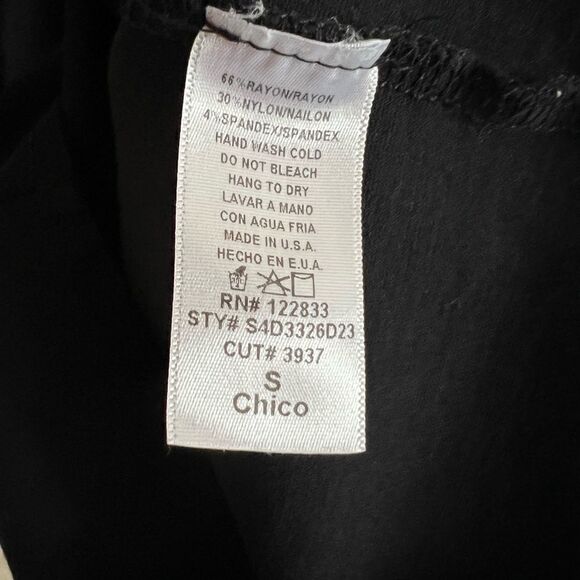 66%RAYON/RAYON
30%NYLON/NAILON
4%SPANDEX/SPANDEX
HAND WASH COLD
DO NOT BLEACH
HANG TO DRY
LAVAR A MANO
CON AGUA FRIA
MADE IN U.S.A.
HECHO EN E.U.A.
RN# 122833
STY# S4D3326D23
CUT# 3937
S
Chico